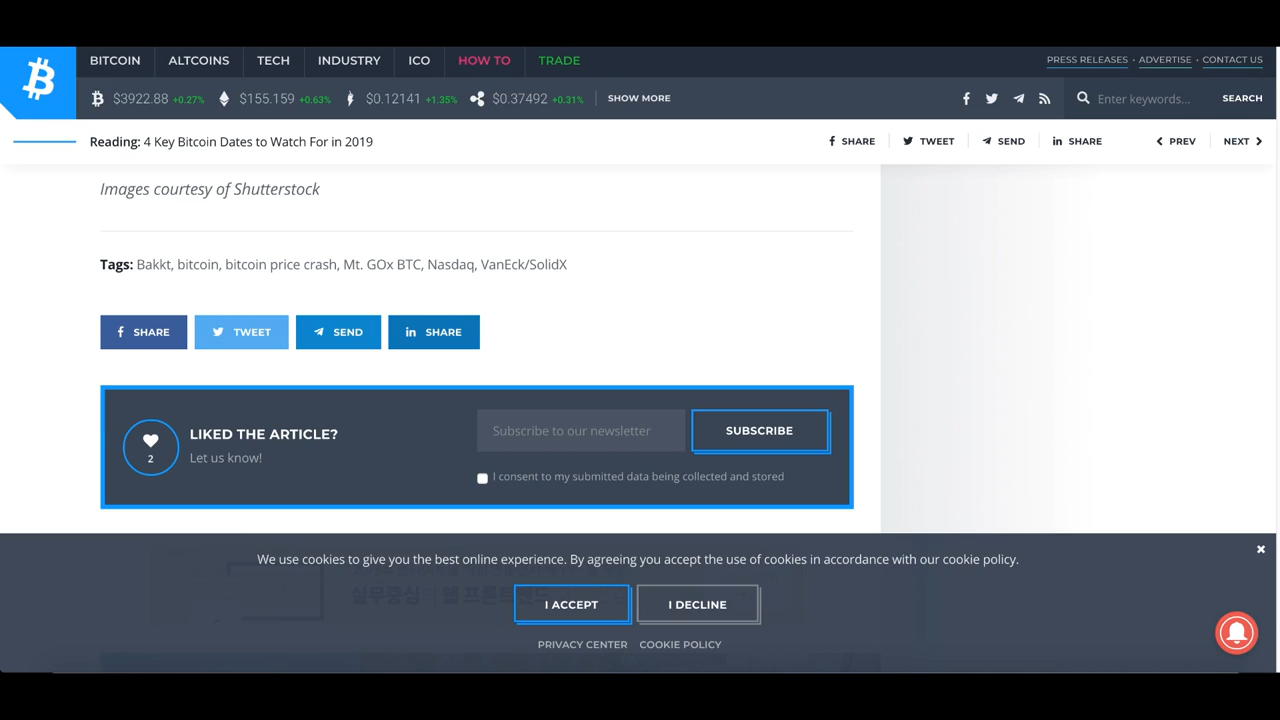 BITCOIN ALTCOINS TECH INDUSTRY ICO HOW TO TRADE PRESS RELEASES • ADVERTISE • CONTACT US
$3922.88 +0.27% $155.159 +0.63% $0.12141 +1.35% $0.37492 +0.31% SHOW MORE Enter keywords... SEARCH
Reading: 4 Key Bitcoin Dates to Watch For in 2019 SHARE TWEET SEND SHARE PREV NEXT
Images courtesy of Shutterstock
Tags: Bakkt, bitcoin, bitcoin price crash, Mt. GOx BTC, Nasdaq, VanEck/SolidX
SHARE TWEET SEND SHARE
LIKED THE ARTICLE?
Let us know!
2
Subscribe to our newsletter SUBSCRIBE
I consent to my submitted data being collected and stored
We use cookies to give you the best online experience. By agreeing you accept the use of cookies in accordance with our cookie policy.
I ACCEPT I DECLINE
PRIVACY CENTER COOKIE POLICY